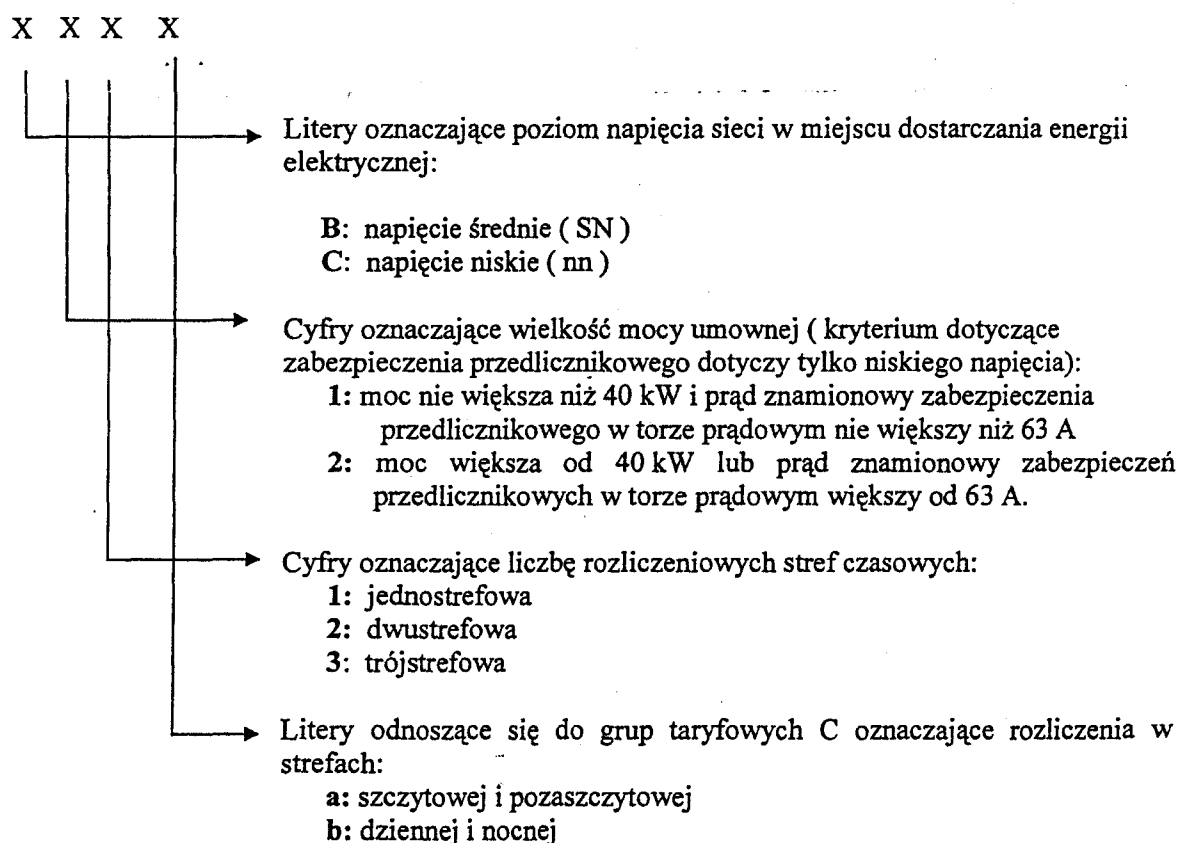 X X X X
Litery oznaczające poziom napięcia sieci w miejscu dostarczania energii
elektrycznej:
B: napięcie średnie ( SN )
C: napięcie niskie ( nn )
Cyfry oznaczające wielkość mocy umownej ( kryterium dotyczące
zabezpieczenia przedlicznikowego dotyczy tylko niskiego napięcia):
1: moc nie większa niż 40 kW i prąd znamionowy zabezpieczenia
przedlicznikowego w torze prądowym nie większy niż 63 A
2: moc większa od 40 kW lub prąd znamionowy zabezpieczeń
przedlicznikowych w torze prądowym większy od 63 A.
Cyfry oznaczające liczbę rozliczeniowych stref czasowych:
1: jednostrefowa
2: dwustrefowa
3: trójstrefowa
Litery odnoszące się do grup taryfowych C oznaczające rozliczenia w
strefach:
a: szczytowej i pozaszczytowej
b: dziennej i nocnej